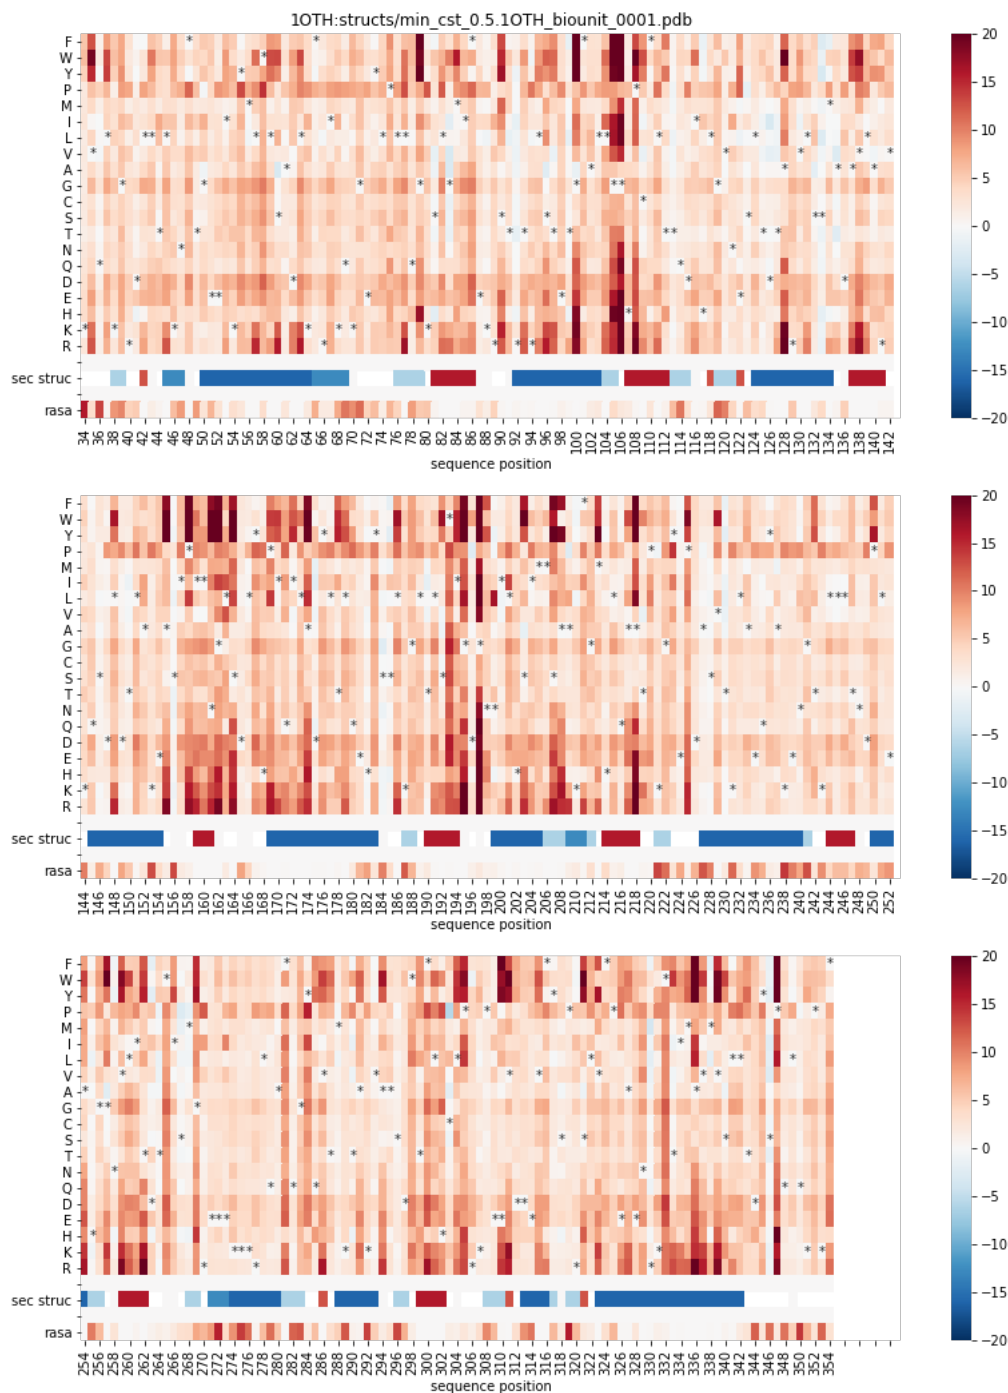 1OTH:structs/min_cst_0.5.1OTH_biounit_0001.pdb
F
W
Y
P
M
I
L
V
A
G
C
S
T
N
Q
D
E
H
K
R
sec struc
rasa
34 36 38 40 42 44 46 48 50 52 54 56 58 60 62 64 66 68 70 72 74 76 78 80 82 84 86 88 90 92 94 96 98 100 102 104 106 108 110 112 114 116 118 120 122 124 126 128 130 132 134 136 138 140 142
sequence position
20
15
10
5
0
−5
−10
−15
−20
F
W
Y
P
M
I
L
V
A
G
C
S
T
N
Q
D
E
H
K
R
sec struc
rasa
144 146 148 150 152 154 156 158 160 162 164 166 168 170 172 174 176 178 180 182 184 186 188 190 192 194 196 198 200 202 204 206 208 210 212 214 216 218 220 222 224 226 228 230 232 234 236 238 240 242 244 246 248 250 252
sequence position
20
15
10
5
0
−5
−10
−15
−20
F
W
Y
P
M
I
L
V
A
G
C
S
T
N
Q
D
E
H
K
R
sec struc
rasa
254 256 258 260 262 264 266 268 270 272 274 276 278 280 282 284 286 288 290 292 294 296 298 300 302 304 306 308 310 312 314 316 318 320 322 324 326 328 330 332 334 336 338 340 342 344 346 348 350 352 354
sequence position
20
15
10
5
0
−5
−10
−15
−20